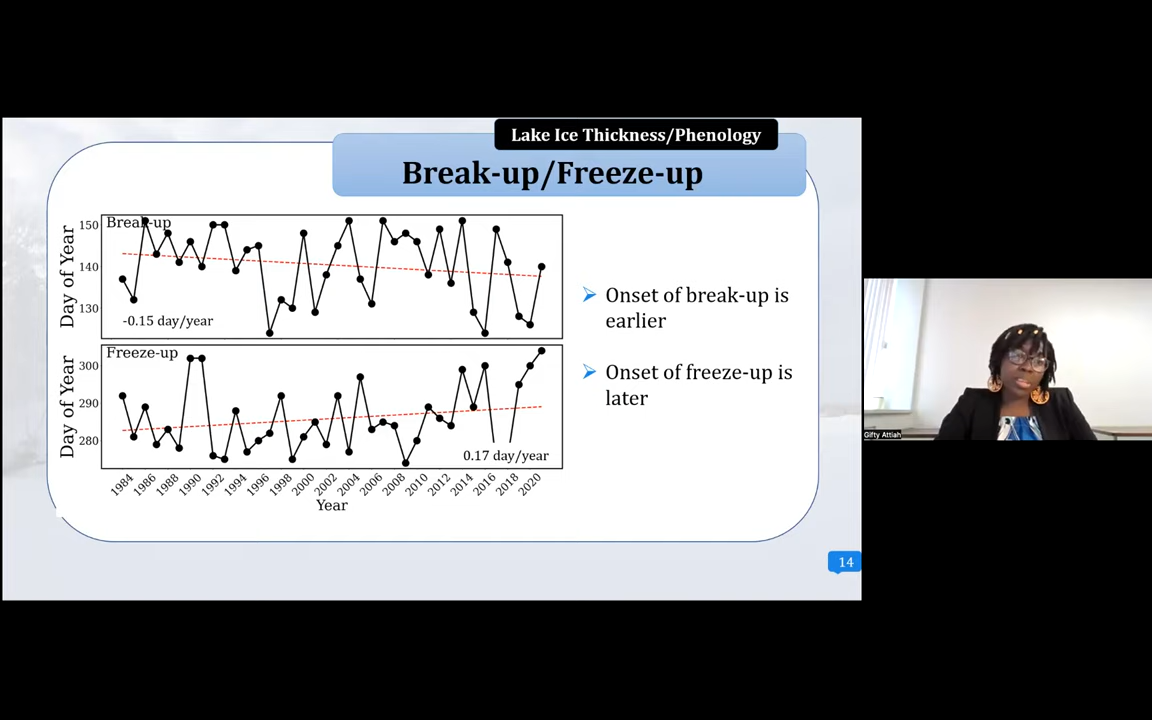 Lake Ice Thickness/Phenology
Break-up/Freeze-up
Break-up
Day of Year
150
140
130
-0.15 day/year
Freeze-up
Day of Year
300
290
280
0.17 day/year
1984 1986 1988 1990 1992 1994 1996 1998 2000 2002 2004 2006 2008 2010 2012 2014 2016 2018 2020
Year
Onset of break-up is
earlier
Onset of freeze-up is
later
14
Gifty Attiah